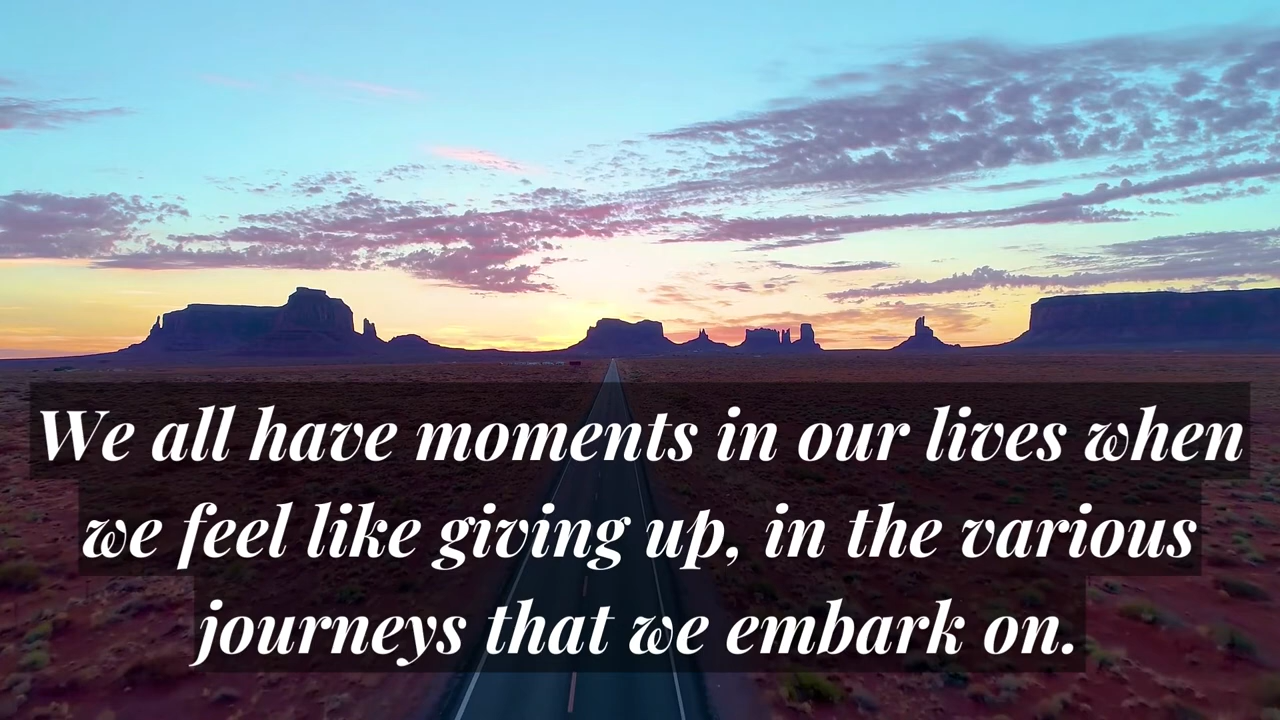 We all have moments in our lives when
we feel like giving up, in the various
journeys that we embark on.